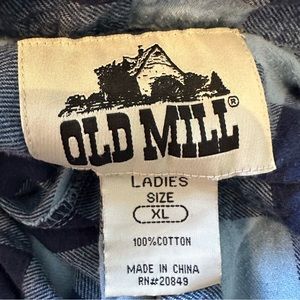 OLD MILL®
LADIES
SIZE
XL
100%COTTON
MADE IN CHINA
RN#20849